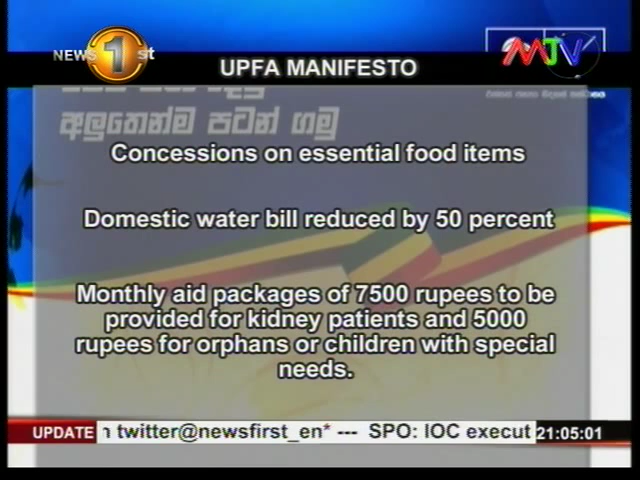 NEWS 1st
MTV
UPFA MANIFESTO
අලුතෙන්ම පටන් ගමු
Concessions on essential food items
Domestic water bill reduced by 50 percent
Monthly aid packages of 7500 rupees to be
provided for kidney patients and 5000
rupees for orphans or children with special
needs.
UPDATE twitter@newsfirst_en* --- SPO: IOC execut 21:05:01